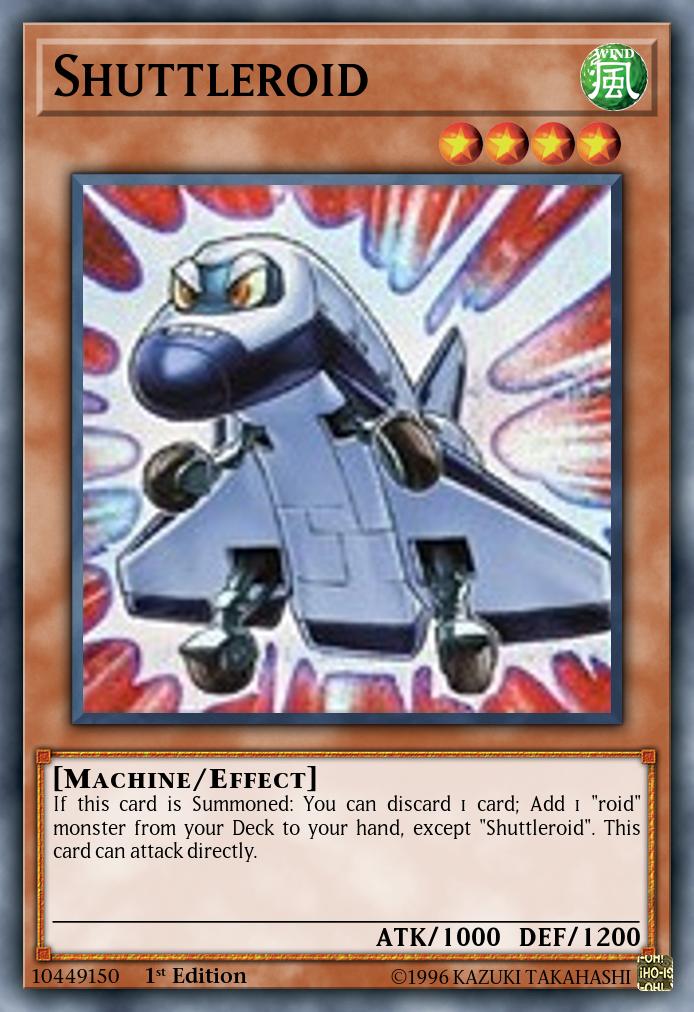 Shuttleroid
WIND
風
[Machine/Effect]
If this card is Summoned: You can discard 1 card; Add 1 "roid"
monster from your Deck to your hand, except "Shuttleroid". This
card can attack directly.
ATK/1000 DEF/1200
10449150 1st Edition ©1996 KAZUKI TAKAHASHI